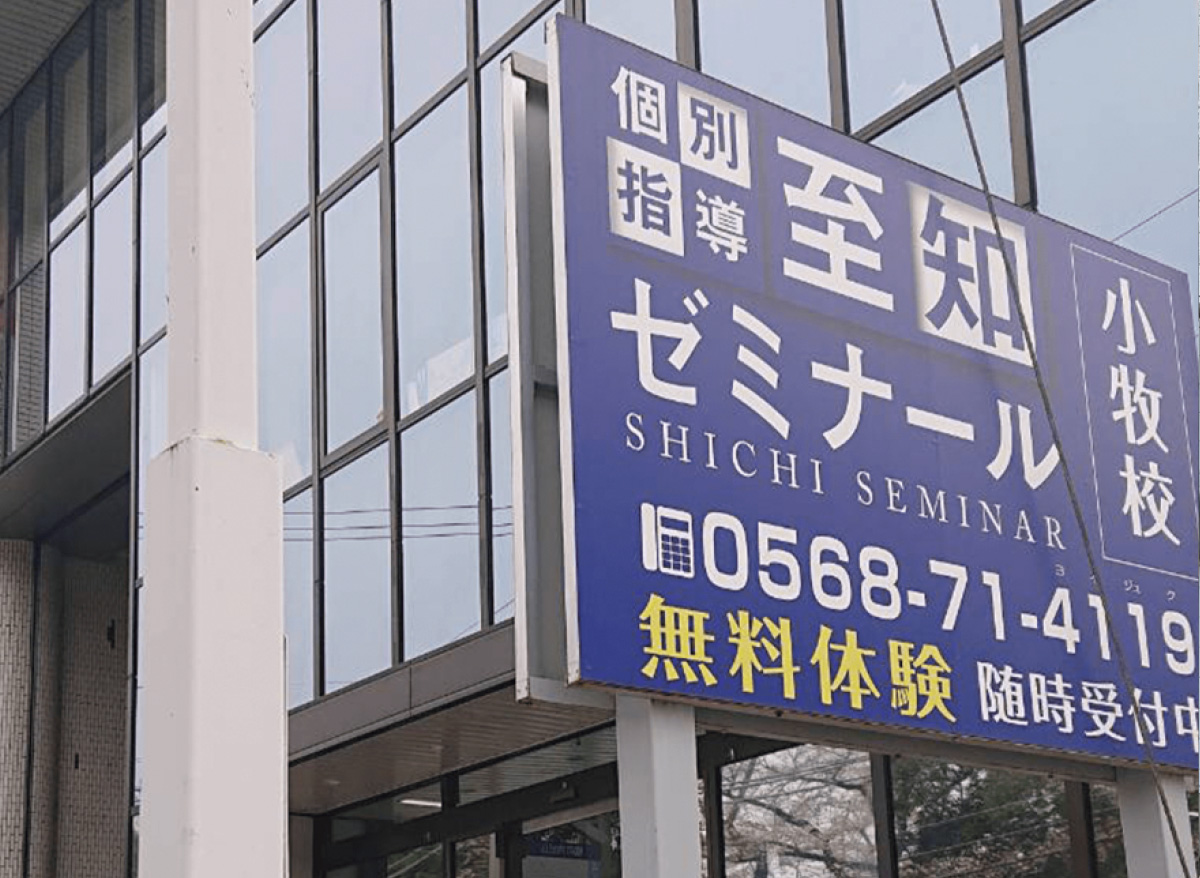 個別指導
至知
ゼミナール
SHICHI SEMINAR
小牧校
0568-71-4119
ヨイ ジュク
無料体験 随時受付中